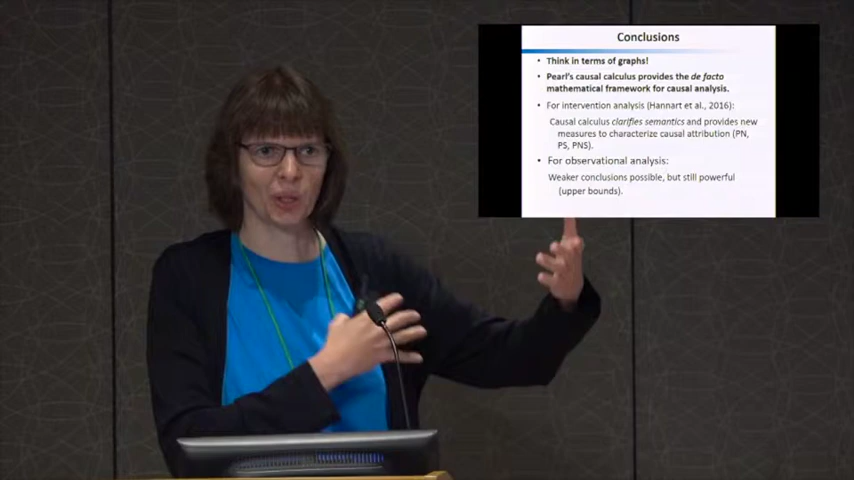 Conclusions
• Think in terms of graphs!
• Pearl's causal calculus provides the de facto
mathematical framework for causal analysis.
• For intervention analysis (Hannart et al., 2016):
Causal calculus clarifies semantics and provides new
measures to characterize causal attribution (PN,
PS, PNS).
• For observational analysis:
Weaker conclusions possible, but still powerful
(upper bounds).